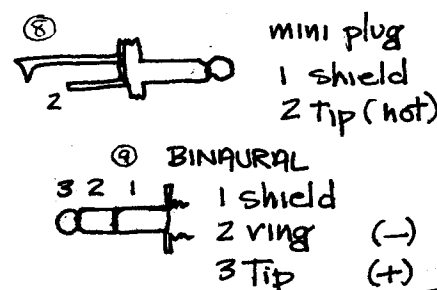 ⑧ mini plug
1 shield
2 2 Tip (hot)
⑨ BINAURAL
3 2 1 1 shield
2 ring (-)
3 Tip (+)